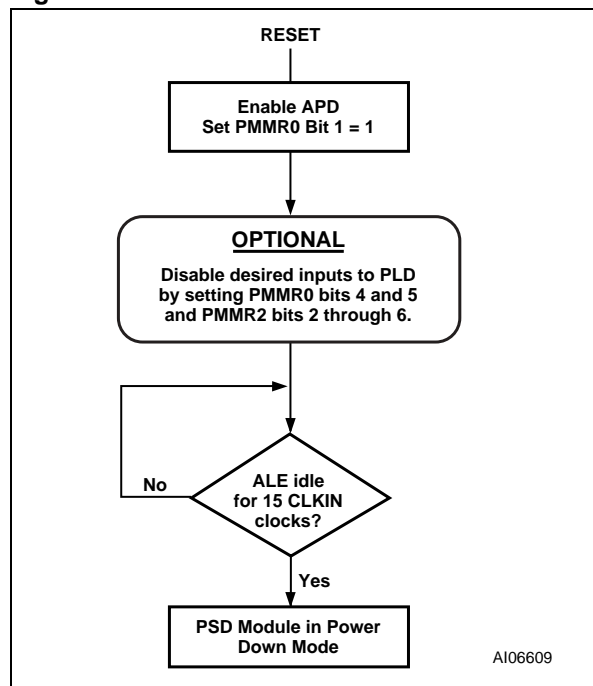 RESET
Enable APD
Set PMMR0 Bit 1 = 1
OPTIONAL
Disable desired inputs to PLD
by setting PMMR0 bits 4 and 5
and PMMR2 bits 2 through 6.
No
ALE idle
for 15 CLKIN
clocks?
Yes
PSD Module in Power
Down Mode
AI06609